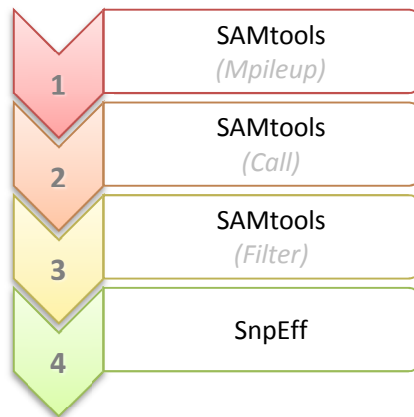 1
SAMtools
(Mpileup)
2
SAMtools
(Call)
3
SAMtools
(Filter)
4
SnpEff